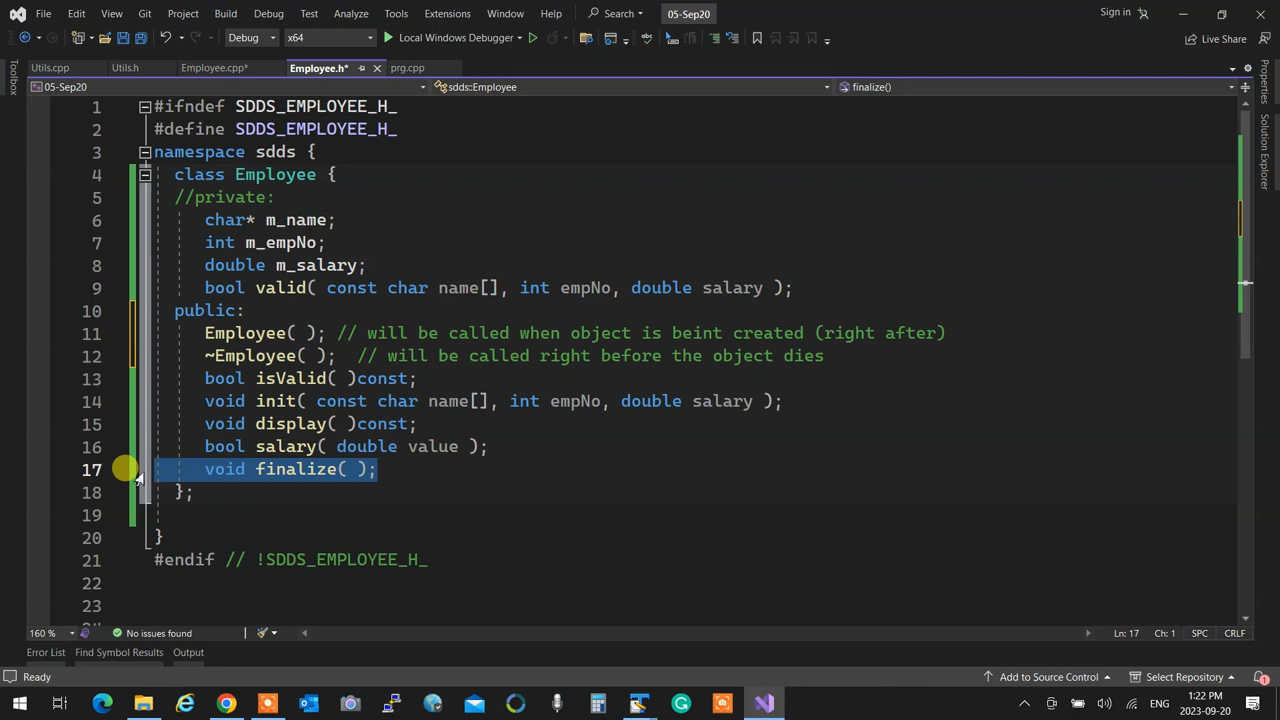 File Edit View Git Project Build Debug Test Analyze Tools Extensions Window Help Search 05-Sep20 Sign in
Debug x64 Local Windows Debugger Live Share
Utils.cpp Utils.h Employee.cpp* Employee.h* prg.cpp
05-Sep20 sdds::Employee finalize()
Toolbox
Properties
Solution Explorer
1 #ifndef SDDS_EMPLOYEE_H_
2 #define SDDS_EMPLOYEE_H_
3 namespace sdds {
4 class Employee {
5 //private:
6 char* m_name;
7 int m_empNo;
8 double m_salary;
9 bool valid( const char name[], int empNo, double salary );
10 public:
11 Employee( ); // will be called when object is beint created (right after)
12 ~Employee( ); // will be called right before the object dies
13 bool isValid( )const;
14 void init( const char name[], int empNo, double salary );
15 void display( )const;
16 bool salary( double value );
17 void finalize( );
18 };
19
20 }
21 #endif // !SDDS_EMPLOYEE_H_
22
23
160 % No issues found Ln: 17 Ch: 1 SPC CRLF
Error List Find Symbol Results Output
Ready Add to Source Control Select Repository 1
ENG 1:22 PM
2023-09-20